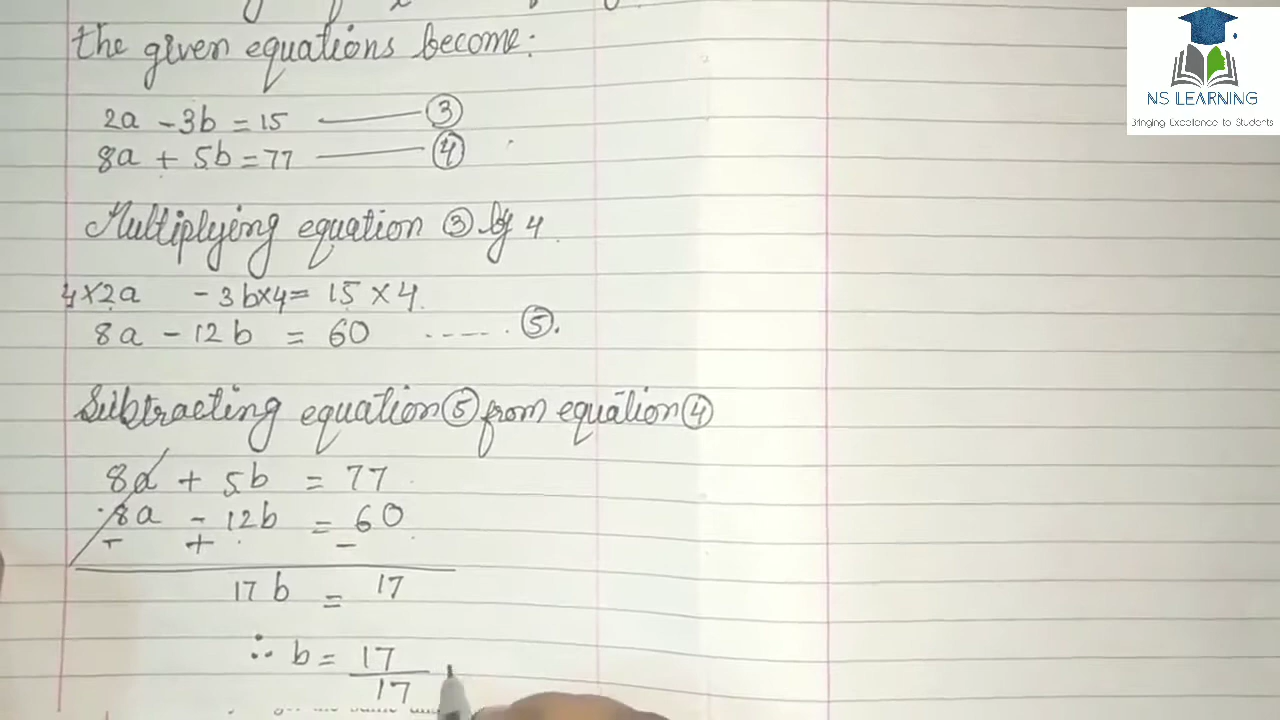 the given equations become:
2a - 3b = 15 ——— ③
8a + 5b = 77 ——— ④
Multiplying equation ③ by 4
4×2a - 3b×4 = 15 × 4
8a - 12b = 60 ----- ⑤.
Subtracting equation ⑤ from equation ④
8a + 5b = 77
8a - 12b = 60
- + -
17b = 17
∴ b = 17
17
NS LEARNING
Bringing Excellence to Students